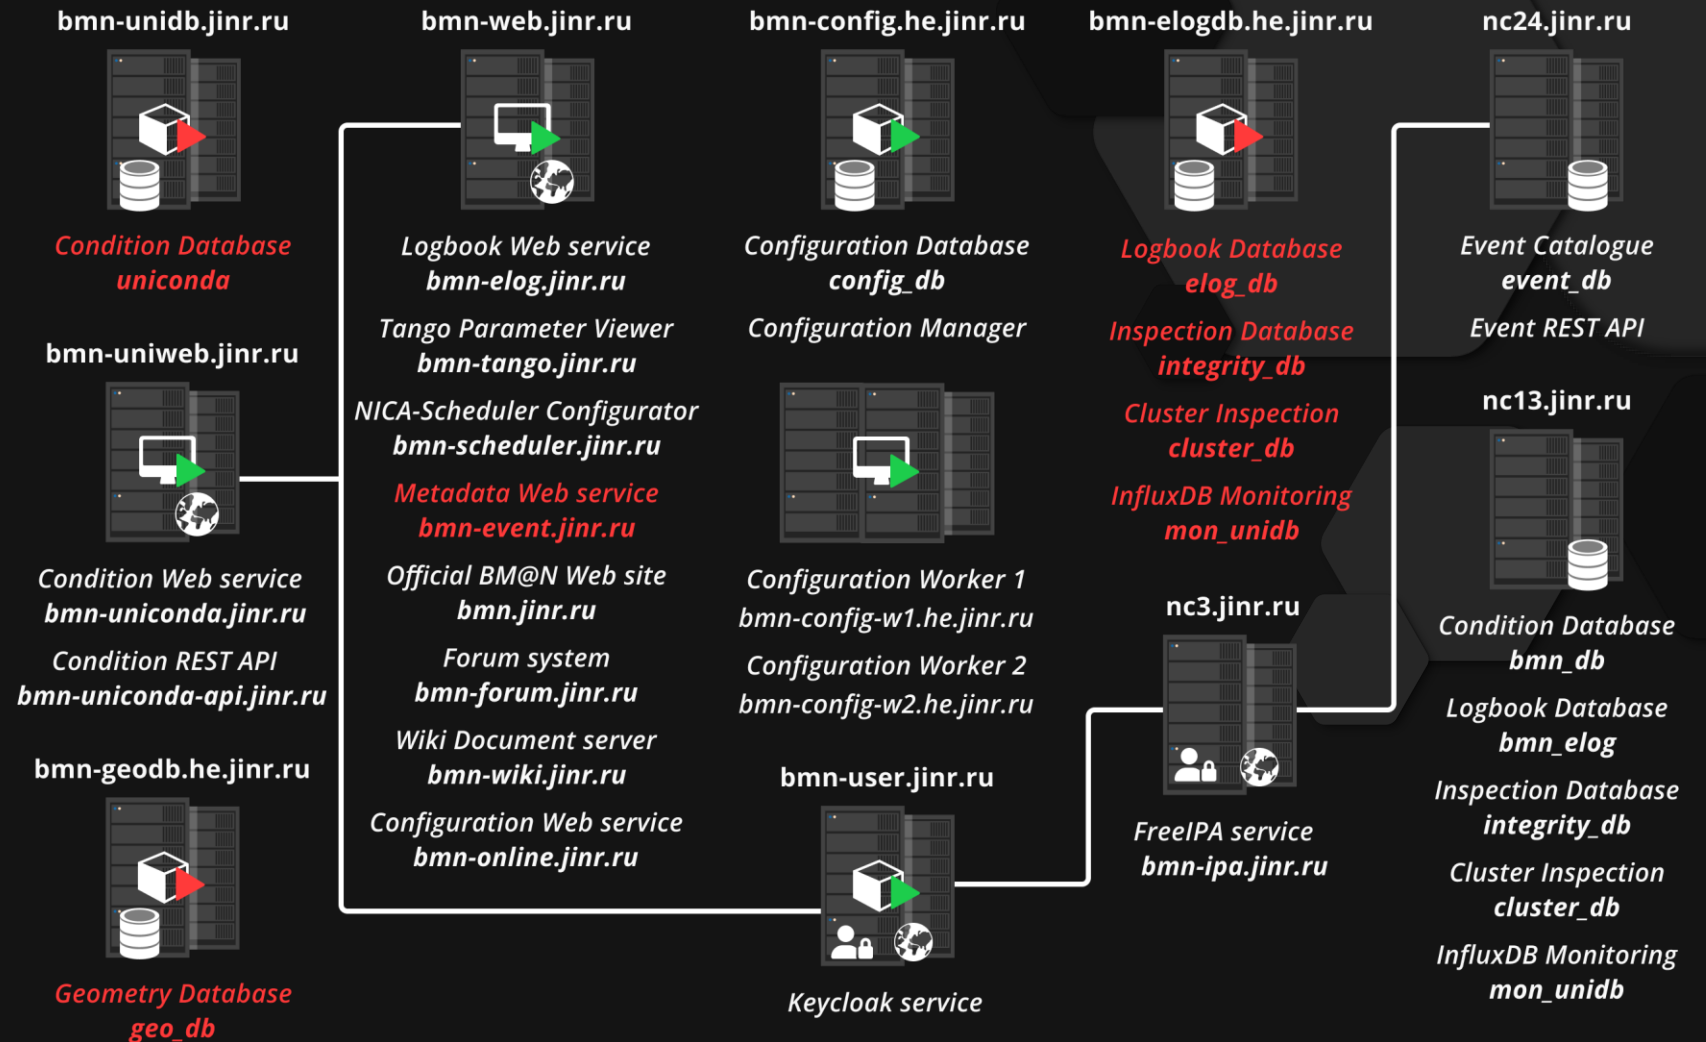 bmn-unidb.jinr.ru
Condition Database
uniconda
bmn-uniweb.jinr.ru
Condition Web service
bmn-uniconda.jinr.ru
Condition REST API
bmn-uniconda-api.jinr.ru
bmn-geodb.he.jinr.ru
Geometry Database
geo_db
bmn-web.jinr.ru
Logbook Web service
bmn-elog.jinr.ru
Tango Parameter Viewer
bmn-tango.jinr.ru
NICA-Scheduler Configurator
bmn-scheduler.jinr.ru
Metadata Web service
bmn-event.jinr.ru
Official BM@N Web site
bmn.jinr.ru
Forum system
bmn-forum.jinr.ru
Wiki Document server
bmn-wiki.jinr.ru
Configuration Web service
bmn-online.jinr.ru
bmn-config.he.jinr.ru
Configuration Database
config_db
Configuration Manager
Configuration Worker 1
bmn-config-w1.he.jinr.ru
Configuration Worker 2
bmn-config-w2.he.jinr.ru
bmn-user.jinr.ru
Keycloak service
bmn-elogdb.he.jinr.ru
Logbook Database
elog_db
Inspection Database
integrity_db
Cluster Inspection
cluster_db
InfluxDB Monitoring
mon_unidb
nc3.jinr.ru
FreeIPA service
bmn-ipa.jinr.ru
nc24.jinr.ru
Event Catalogue
event_db
Event REST API
nc13.jinr.ru
Condition Database
bmn_db
Logbook Database
bmn_elog
Inspection Database
integrity_db
Cluster Inspection
cluster_db
InfluxDB Monitoring
mon_unidb